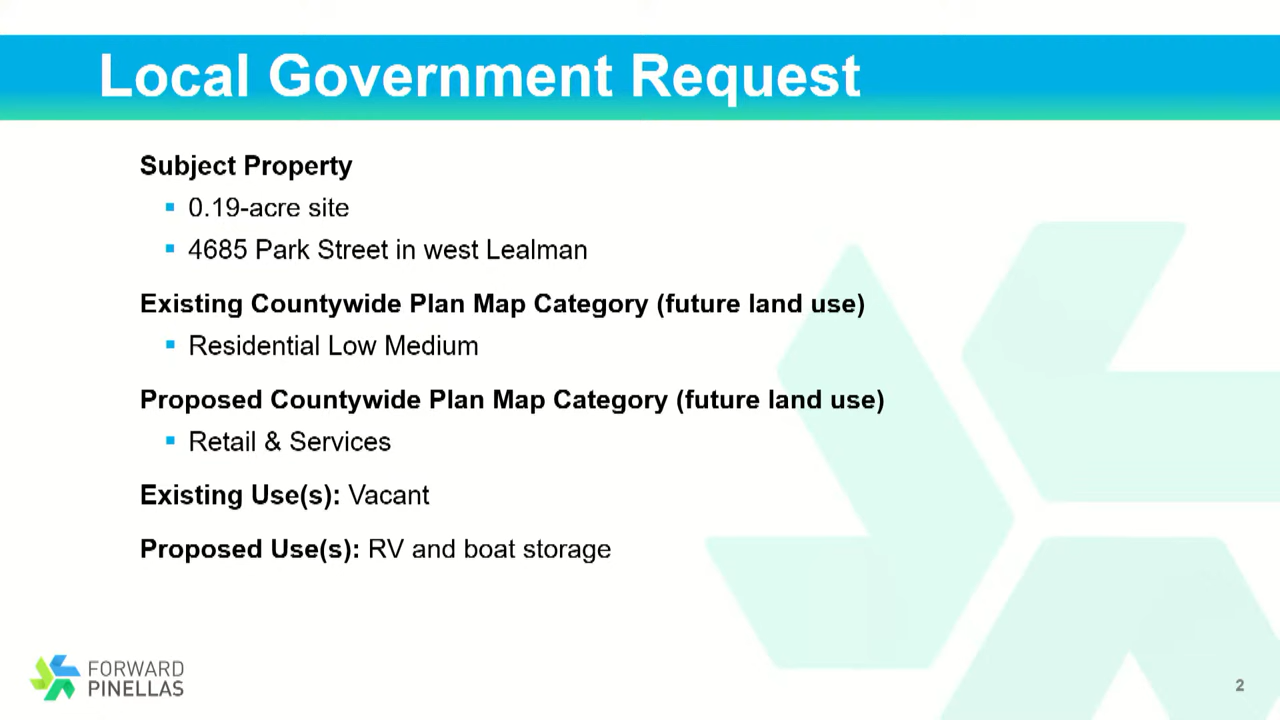 Local Government Request
Subject Property
0.19-acre site
4685 Park Street in west Lealman
Existing Countywide Plan Map Category (future land use)
Residential Low Medium
Proposed Countywide Plan Map Category (future land use)
Retail & Services
Existing Use(s): Vacant
Proposed Use(s): RV and boat storage
FORWARD
PINELLAS
2